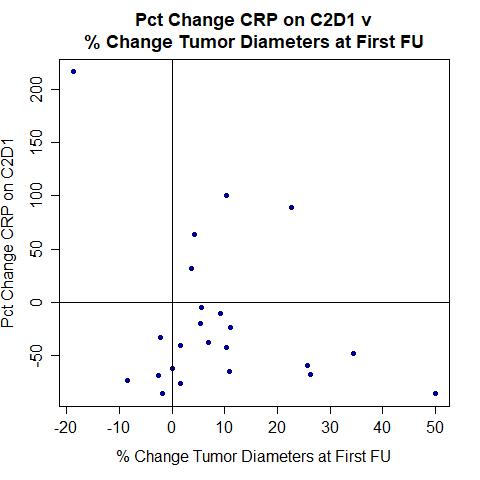 Pct Change CRP on C2D1 v
% Change Tumor Diameters at First FU
Pct Change CRP on C2D1
200
150
100
50
0
-50
-20 -10 0 10 20 30 40 50
% Change Tumor Diameters at First FU